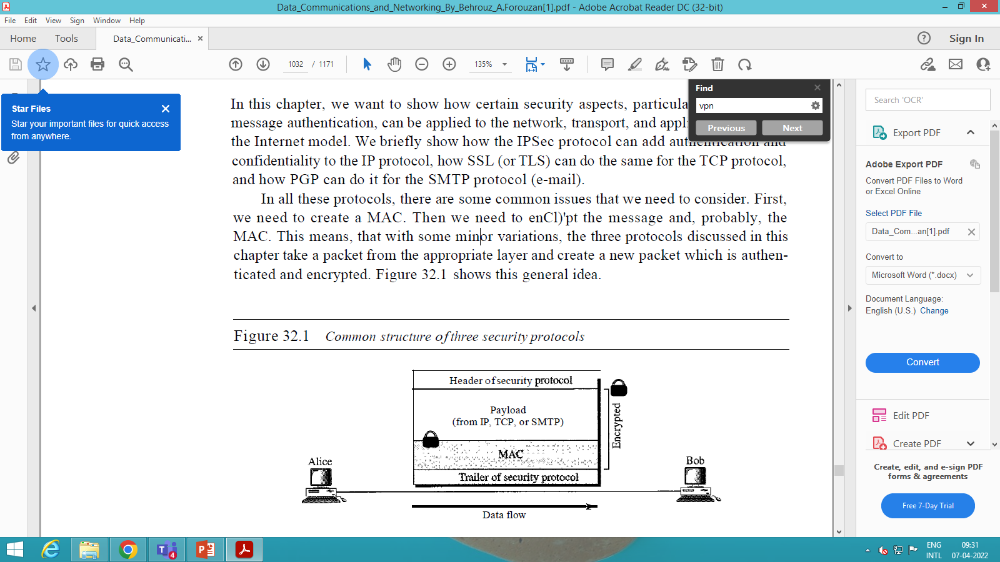 Data_Communications_and_Networking_By_Behrouz_A.Forouzan[1].pdf - Adobe Acrobat Reader DC (32-bit)
File Edit View Sign Window Help
Home Tools Data_Communicati... × Sign In
1032 / 1171 135%
Find
vpn
Previous Next
Star Files
Star your important files for quick access
from anywhere.
In this chapter, we want to show how certain security aspects,
message authentication, can be applied to the network, transport, and
the Internet model. We briefly show how the IPSec protocol can add authentication and
confidentiality to the IP protocol, how SSL (or TLS) can do the same for the TCP protocol,
and how PGP can do it for the SMTP protocol (e-mail).
In all these protocols, there are some common issues that we need to consider. First,
we need to create a MAC. Then we need to enCl)'pt the message and, probably, the
MAC. This means, that with some minor variations, the three protocols discussed in this
chapter take a packet from the appropriate layer and create a new packet which is authen-
ticated and encrypted. Figure 32.1 shows this general idea.
Figure 32.1 Common structure of three security protocols
Header of security protocol
Payload
(from IP, TCP, or SMTP)
Encrypted
MAC
Trailer of security protocol
Alice
Bob
Data flow
Search 'OCR'
Export PDF
Adobe Export PDF
Convert PDF Files to Word
or Excel Online
Select PDF File
Data_Com...an[1].pdf
Convert to
Microsoft Word (*.docx)
Document Language:
English (U.S.) Change
Convert
Edit PDF
Create PDF
Create, edit, and e-sign PDF
forms & agreements
Free 7-Day Trial
4
ENG 09:31
INTL 07-04-2022